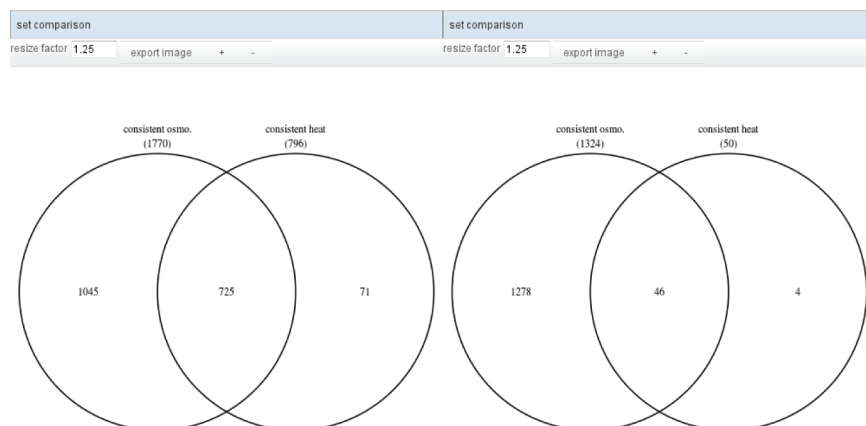 set comparison
resize factor 1.25 export image + -
consistent osmo. consistent heat
(1770) (796)
1045 725 71
set comparison
resize factor 1.25 export image + -
consistent osmo. consistent heat
(1324) (50)
1278 46 4